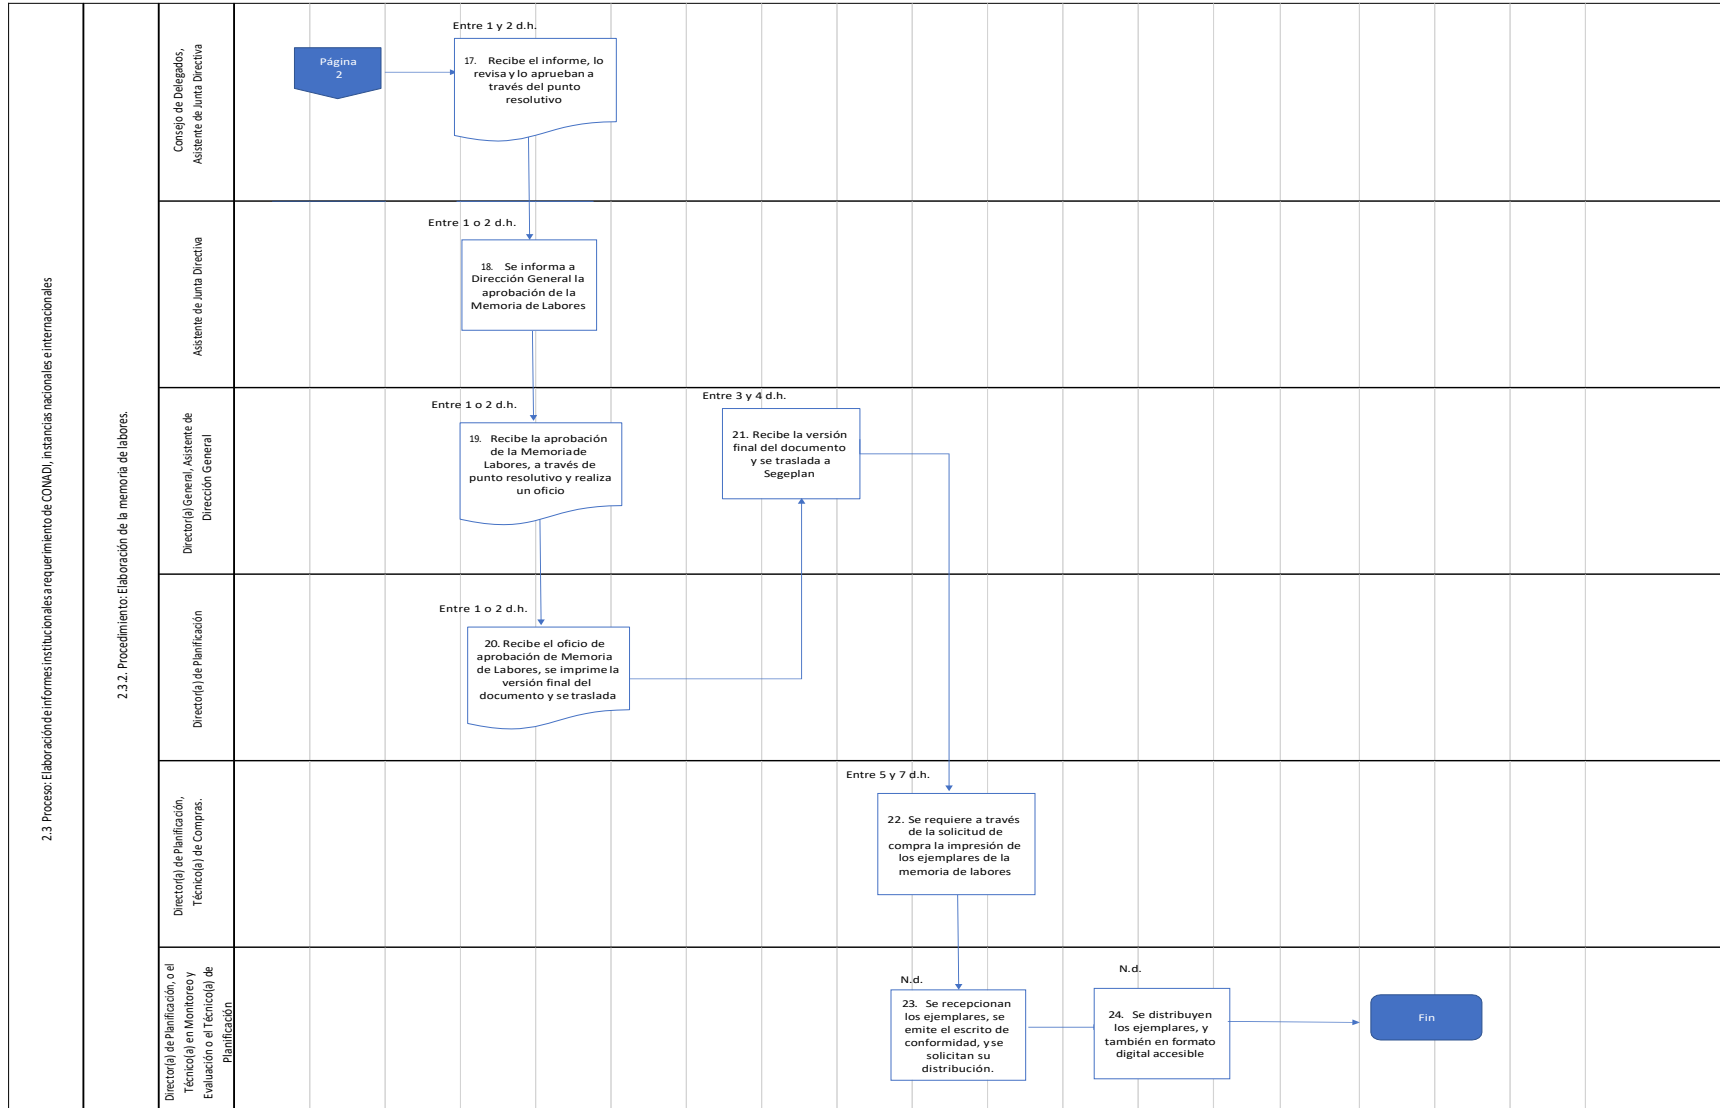 2.3 Proceso: Elaboración de informes institucionales a requerimiento de CONADI, instancias nacionales e internacionales
2.3.2. Procedimiento: Elaboración de la memoria de labores.
Consejo de Delegados,
Asistente de Junta Directiva
Página
2
Entre 1 y 2 d.h.
17. Recibe el informe, lo
revisa y lo aprueban a
través del punto
resolutivo
Asistente de Junta Directiva
Entre 1 o 2 d.h.
18. Se informa a
Dirección General la
aprobación de la
Memoria de Labores
Director(a) General, Asistente de
Dirección General
Entre 1 o 2 d.h.
19. Recibe la aprobación
de la Memoria de
Labores, a través de
punto resolutivo y realiza
un oficio
Entre 3 y 4 d.h.
21. Recibe la versión
final del documento
y se traslada a
Segeplan
Director(a) de Planificación
Entre 1 o 2 d.h.
20. Recibe el oficio de
aprobación de Memoria
de Labores, se imprime la
versión final del
documento y se traslada
Director(a) de Planificación,
Técnico(a) de Compras.
Entre 5 y 7 d.h.
22. Se requiere a través
de la solicitud de
compra la impresión de
los ejemplares de la
memoria de labores
Director(a) de Planificación, o el
Técnico(a) en Monitoreo y
Evaluación o el Técnico(a) de
Planificación
N.d.
23. Se recepcionan
los ejemplares, se
emite el escrito de
conformidad, y se
solicitan su
distribución.
N.d.
24. Se distribuyen
los ejemplares, y
también en formato
digital accesible
Fin